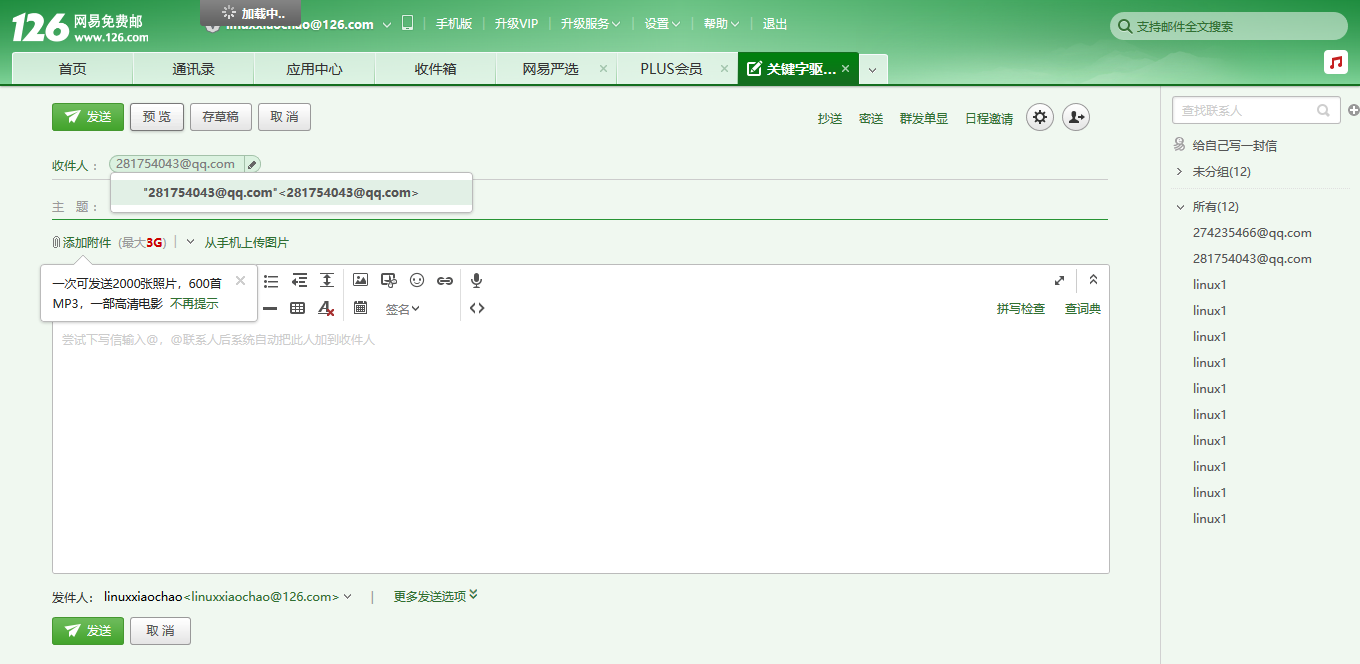 126 网易免费邮
www.126.com
加载中..
linuxxiaochao@126.com
手机版 升级VIP 升级服务 设置 帮助 退出
支持邮件全文搜索
首页 通讯录 应用中心 收件箱 网易严选 PLUS会员 关键字驱...
发送 预 览 存草稿 取 消
抄送 密送 群发单显 日程邀请
收件人： 281754043@qq.com
"281754043@qq.com"<281754043@qq.com>
主 题：
添加附件 (最大3G) | 从手机上传图片
一次可发送2000张照片，600首
MP3，一部高清电影 不再提示
签名
拼写检查 查词典
尝试下写信输入@，@联系人后系统自动把此人加到收件人
发件人： linuxxiaochao<linuxxiaochao@126.com> | 更多发送选项
发送 取 消
查找联系人
给自己写一封信
未分组(12)
所有(12)
274235466@qq.com
281754043@qq.com
linux1
linux1
linux1
linux1
linux1
linux1
linux1
linux1
linux1
linux1